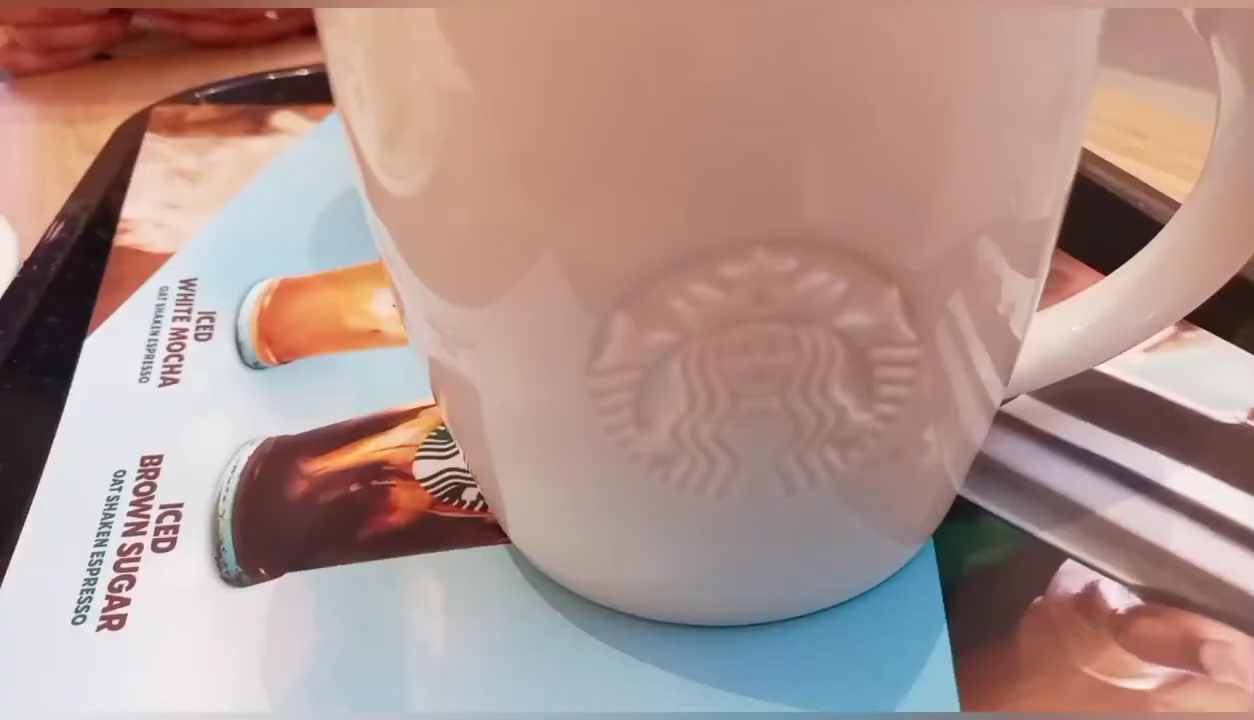 ICED
WHITE MOCHA
OAT SHAKEN ESPRESSO
ICED
BROWN SUGAR
OAT SHAKEN ESPRESSO